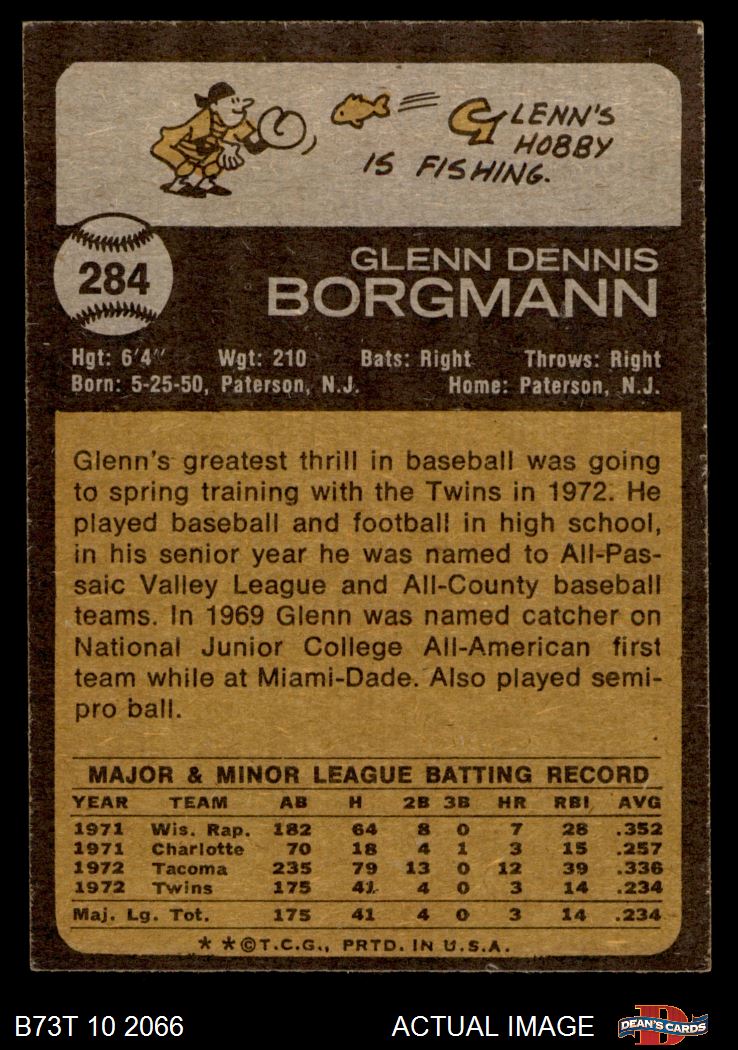 GLENN'S
HOBBY
IS FISHING.
284
GLENN DENNIS
BORGMANN
Hgt: 6'4" Wgt: 210 Bats: Right Throws: Right
Born: 5-25-50, Paterson, N.J. Home: Paterson, N.J.
Glenn's greatest thrill in baseball was going
to spring training with the Twins in 1972. He
played baseball and football in high school,
in his senior year he was named to All-Pas-
saic Valley League and All-County baseball
teams. In 1969 Glenn was named catcher on
National Junior College All-American first
team while at Miami-Dade. Also played semi-
pro ball.
MAJOR & MINOR LEAGUE BATTING RECORD
YEAR TEAM AB H 2B 3B HR RBI AVG
1971 Wis. Rap. 182 64 8 0 7 28 .352
1971 Charlotte 70 18 4 1 3 15 .257
1972 Tacoma 235 79 13 0 12 39 .336
1972 Twins 175 41 4 0 3 14 .234
Maj. Lg. Tot. 175 41 4 0 3 14 .234
* *©T.C.G., PRTD. IN U.S.A.
B73T 10 2066 ACTUAL IMAGE DEAN'S CARDS